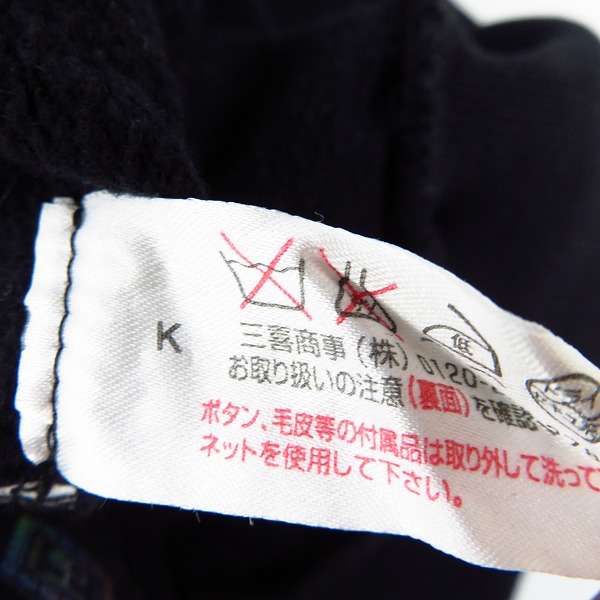 K
低
三喜商事(株) 0120-
お取り扱いの注意(裏面)を確認
ボタン、毛皮等の付属品は取り外して洗って
ネットを使用して下さい。